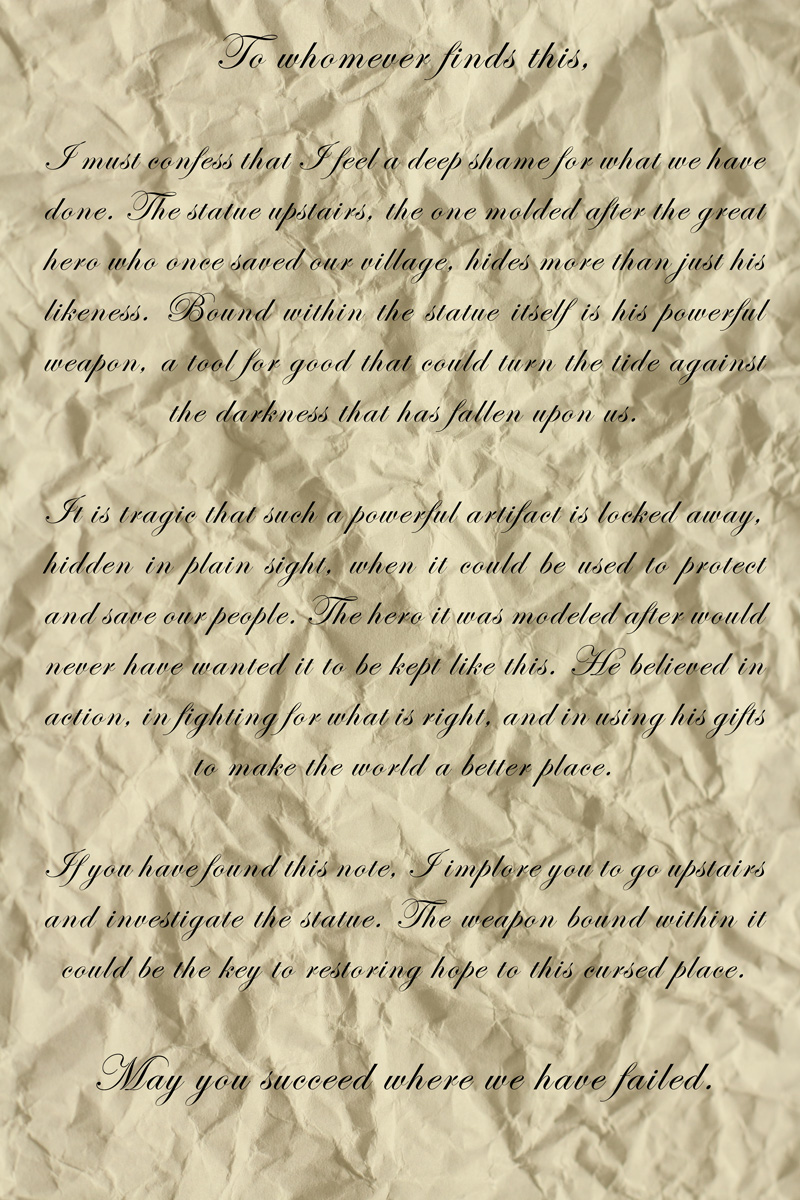 To whomever finds this,
I must confess that I feel a deep shame for what we have
done. The statue upstairs, the one molded after the great
hero who once saved our village, hides more than just his
likeness. Bound within the statue itself is his powerful
weapon, a tool for good that could turn the tide against
the darkness that has fallen upon us.
It is tragic that such a powerful artifact is locked away,
hidden in plain sight, when it could be used to protect
and save our people. The hero it was modeled after would
never have wanted it to be kept like this. He believed in
action, in fighting for what is right, and in using his gifts
to make the world a better place.
If you have found this note, I implore you to go upstairs
and investigate the statue. The weapon bound within it
could be the key to restoring hope to this cursed place.
May you succeed where we have failed.